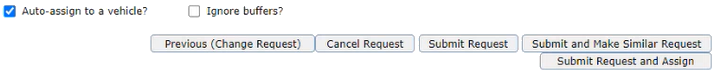 Auto-assign to a vehicle? Ignore buffers?
Previous (Change Request) Cancel Request Submit Request Submit and Make Similar Request
Submit Request and Assign